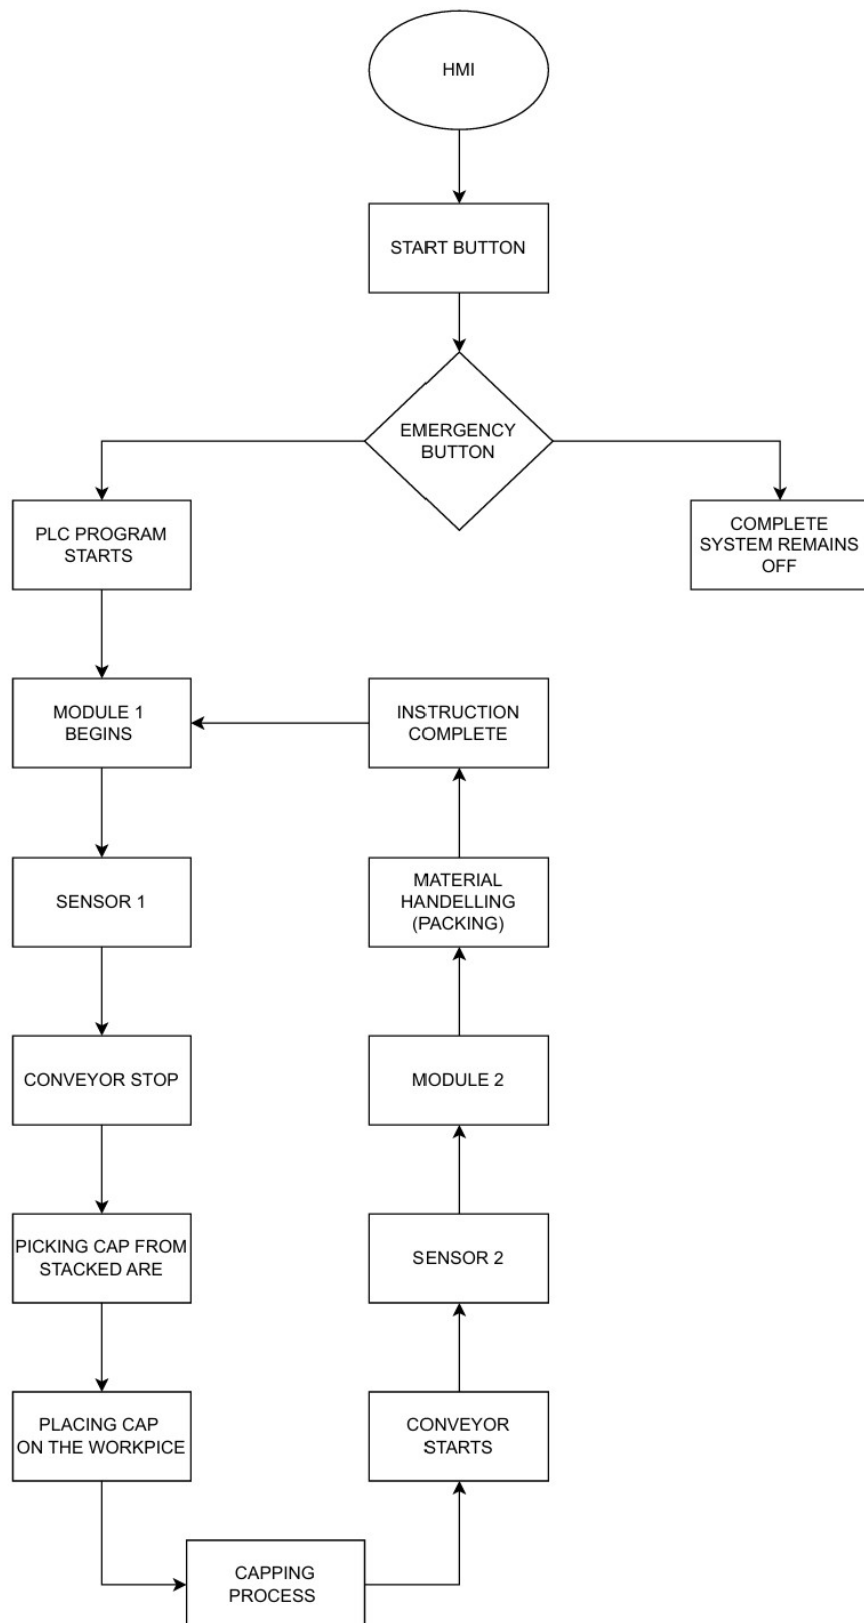 HMI
START BUTTON
EMERGENCY
BUTTON
PLC PROGRAM
STARTS
COMPLETE
SYSTEM REMAINS
OFF
MODULE 1
BEGINS
INSTRUCTION
COMPLETE
SENSOR 1
MATERIAL
HANDELLING
(PACKING)
CONVEYOR STOP
MODULE 2
PICKING CAP FROM
STACKED ARE
SENSOR 2
PLACING CAP
ON THE WORKPICE
CONVEYOR
STARTS
CAPPING
PROCESS